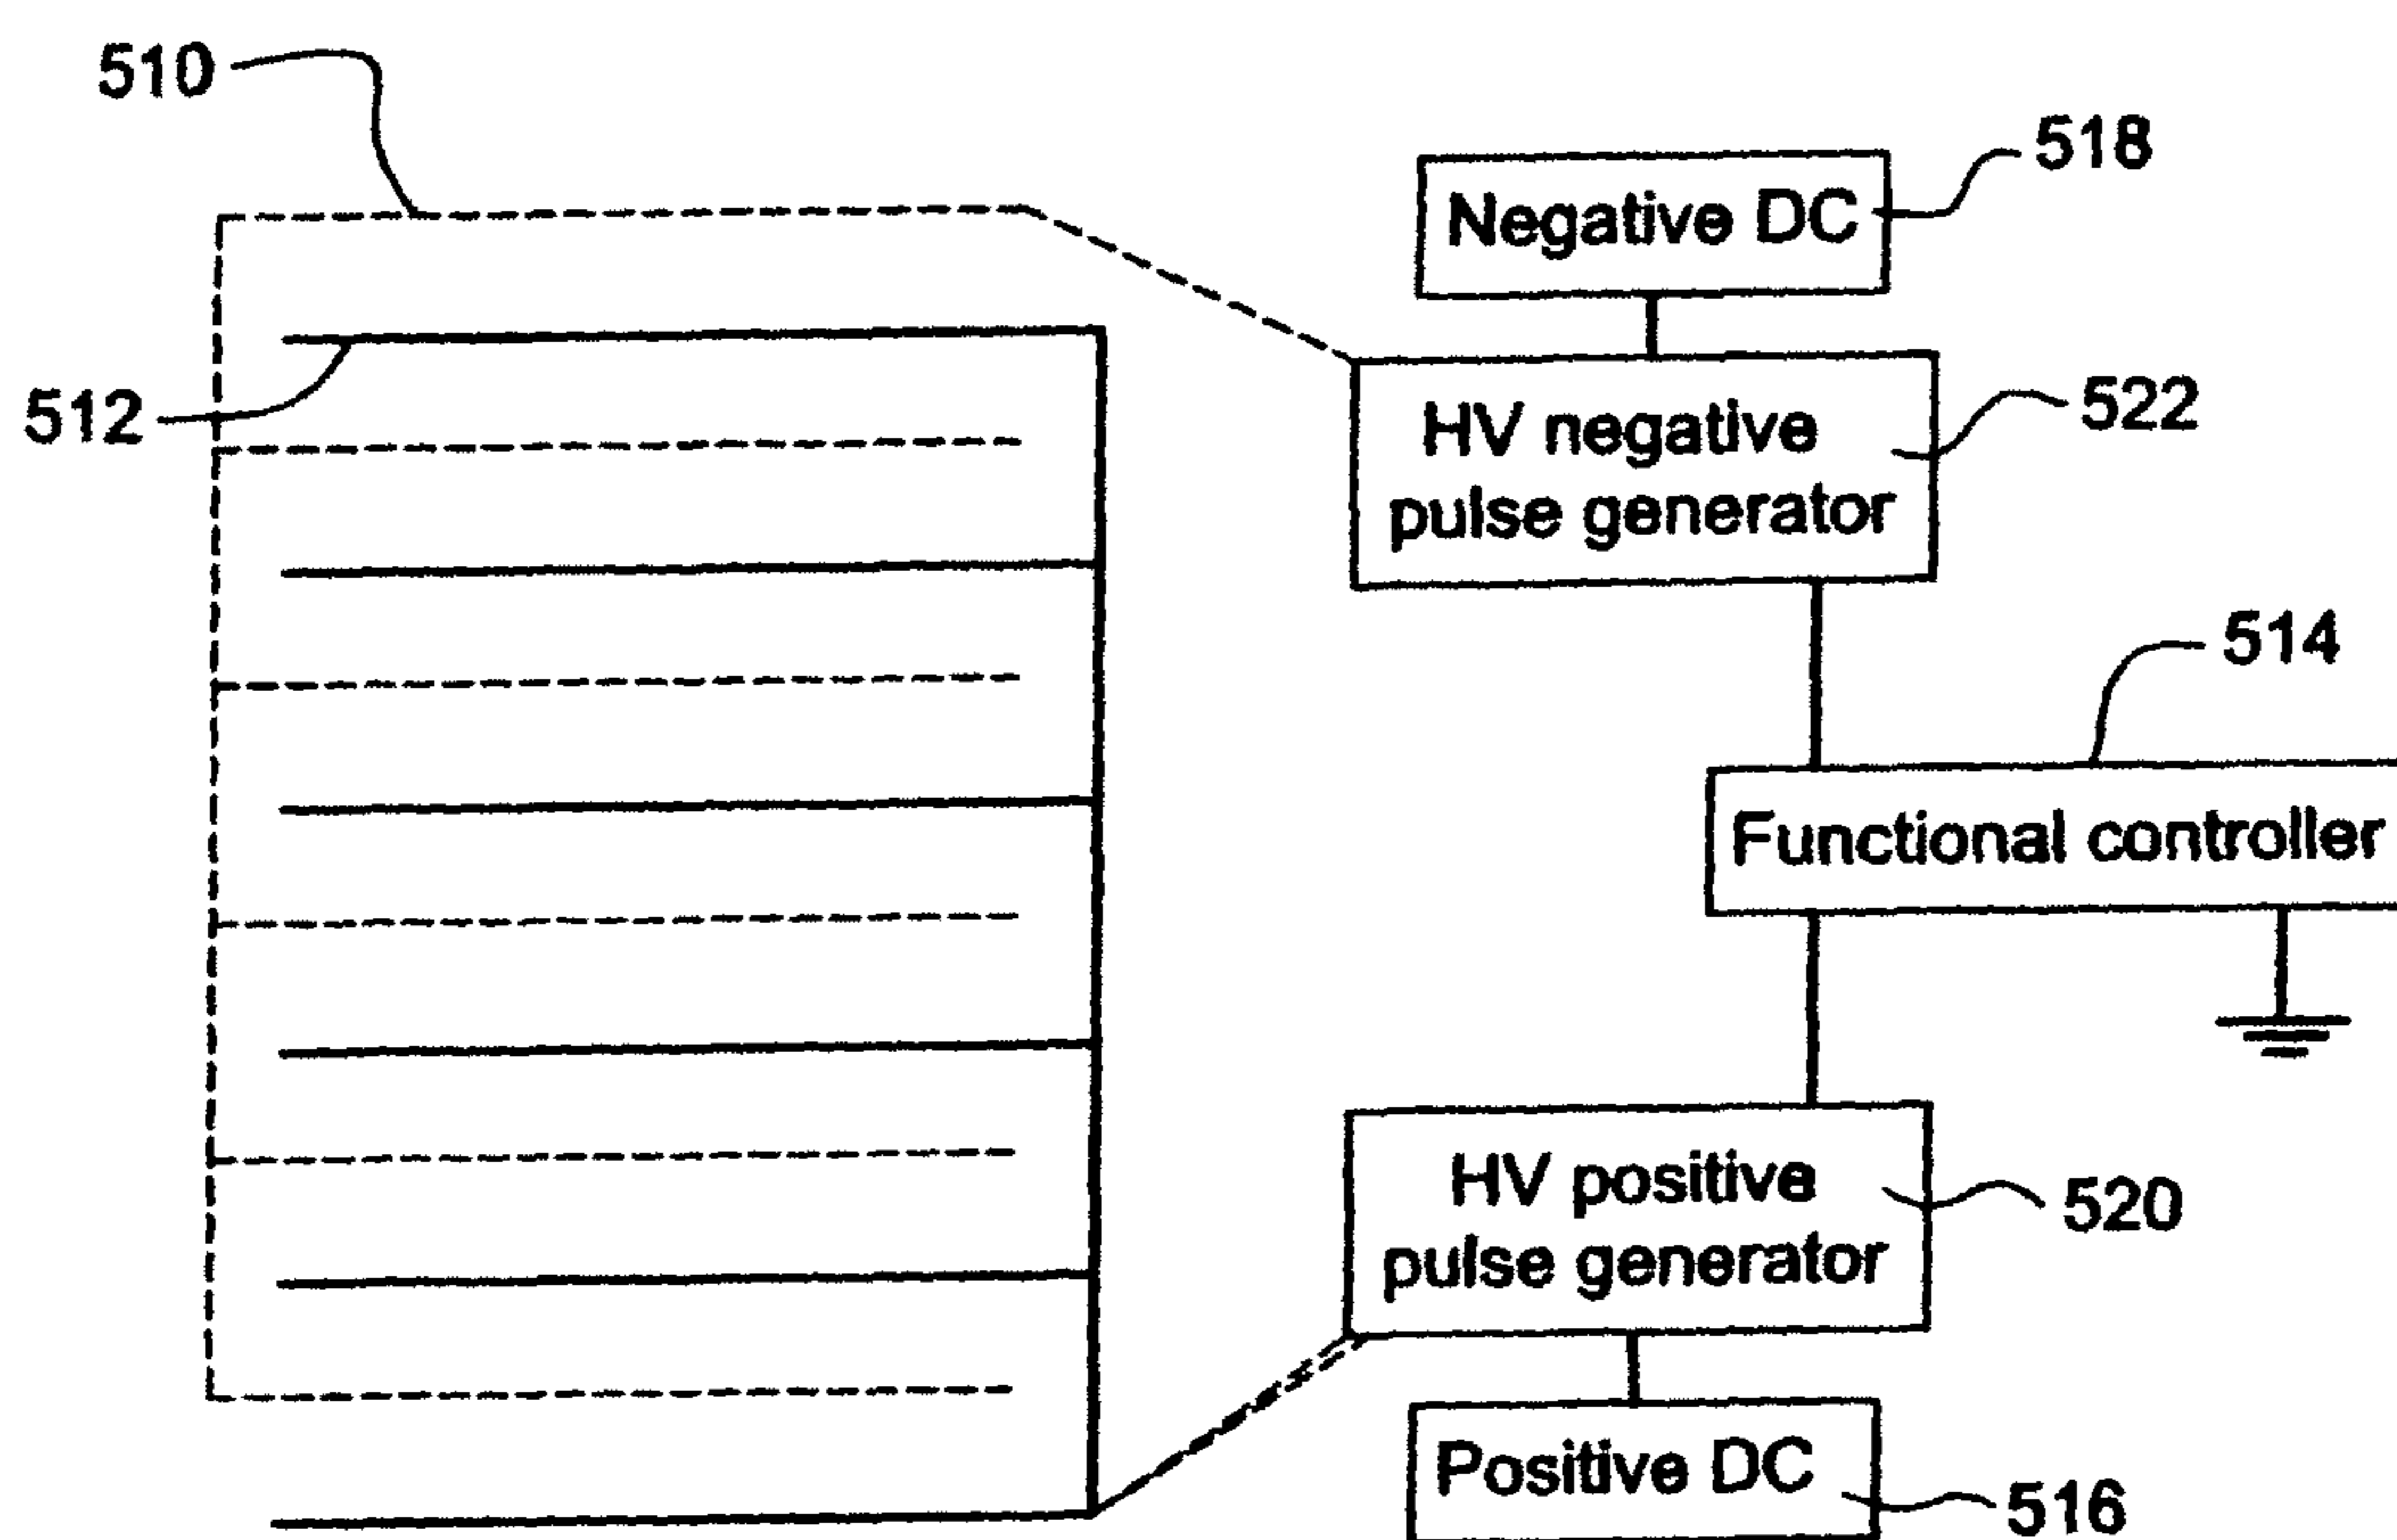 510
518
Negative DC
512
522
HV negative
pulse generator
514
Functional controller
HV positive
pulse generator
520
Positive DC
516